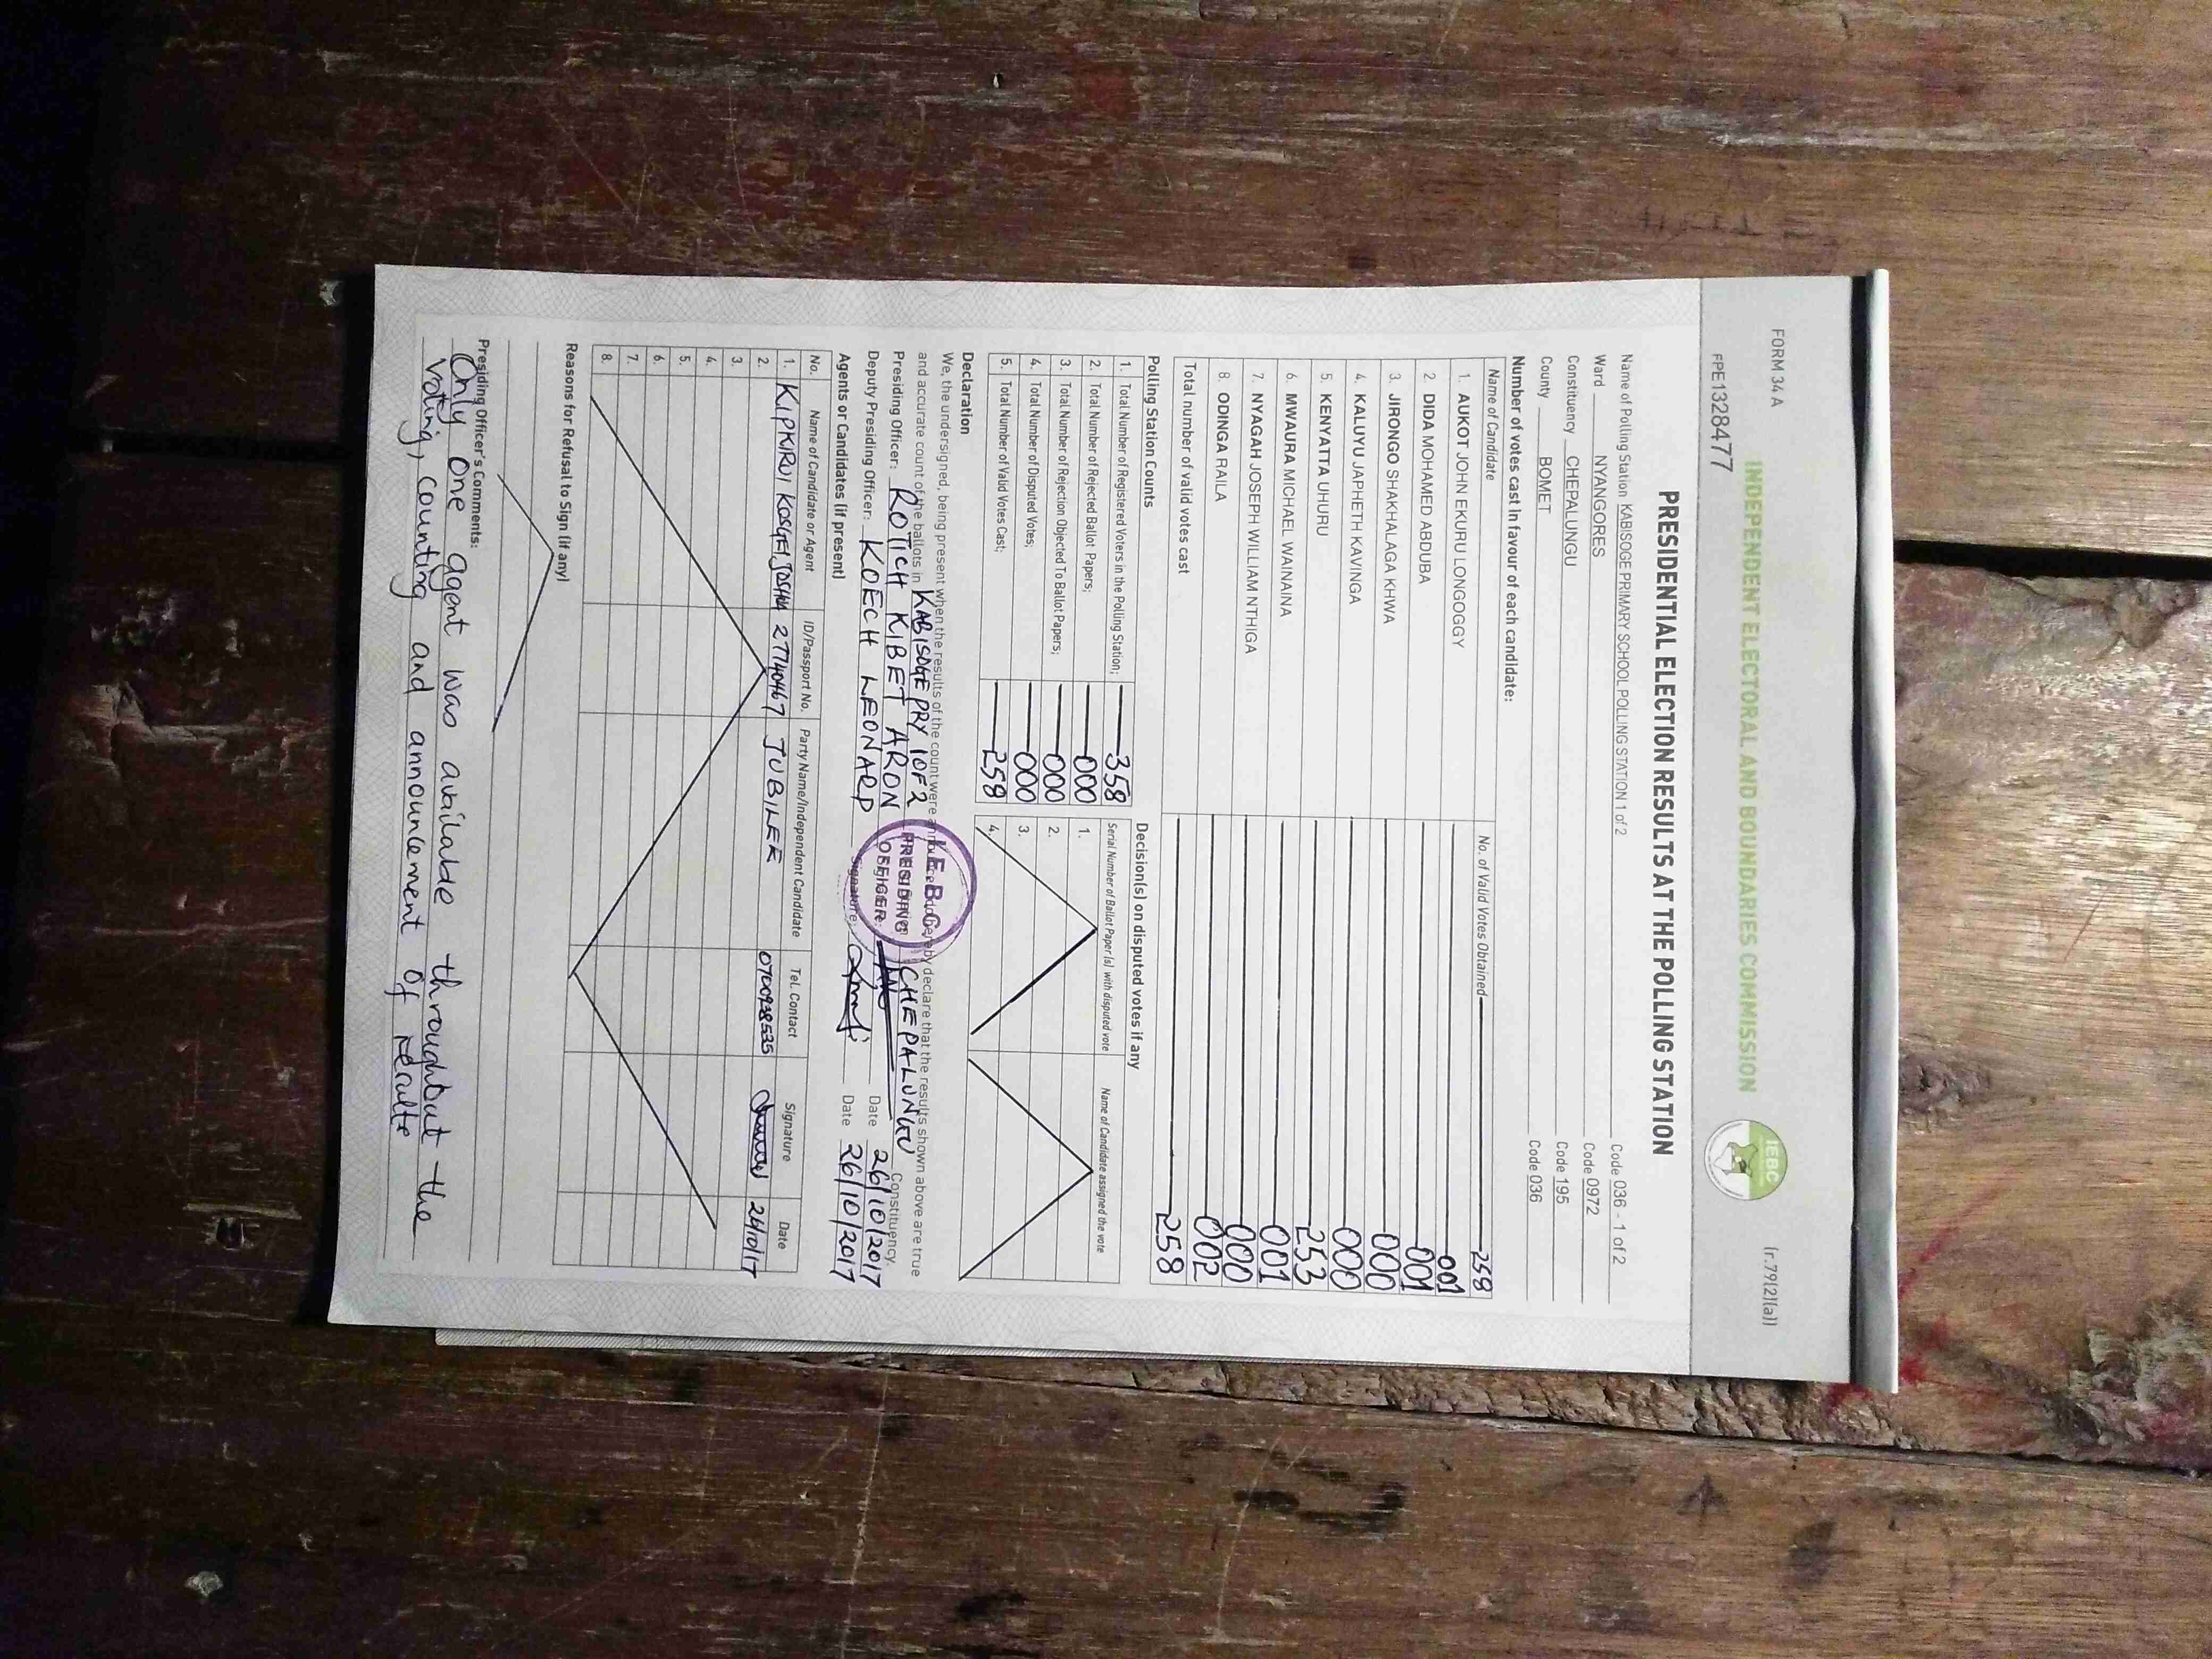 FORM 34A
(r.79(2)(a))
INDEPENDENT ELECTORAL AND BOUNDARIES COMMISSION
IEBC
FPE1328477
PRESIDENTIAL ELECTION RESULTS AT THE POLLING STATION
Name of Polling Station KABISOGE PRIMARY SCHOOL POLLING STATION 1 of 2 Code 036 - 1 of 2
Ward NYANGORES Code 0972
Constituency CHEPALUNGU Code 195
County BOMET Code 036
Number of votes cast in favour of each candidate:
Name of Candidate No. of Valid Votes Obtained 258
1. AUKOT JOHN EKURU LONGOGGY 001
2 DIDA MOHAMED ABDUBA 001
3. JIRONGO SHAKHALAGA KHWA 000
4. KALUYU JAPHETH KAVINGA 000
5. KENYATTA UHURU 253
6. MWAURA MICHAEL WAINAINA 001
7. NYAGAH JOSEPH WILLIAM NTHIGA 000
8. ODINGA RAILA 002
Total number of valid votes cast 258
Polling Station Counts
1. Total Number of Registered Voters in the Polling Station; 358
2. Total Number of Rejected Ballot Papers; 000
3. Total Number of Rejection Objected To Ballot Papers; 000
4. Total Number of Disputed Votes; 000
5. Total Number of Valid Votes Cast; 258
Decision(s) on disputed votes if any
Serial Number of Ballot Paper (s) with disputed vote Name of Candidate assigned the vote
1.
2.
3.
4.
Declaration
We, the undersigned, being present when the results of the count were announced, do hereby declare that the results shown above are true
and accurate count of the ballots in KABISOGE PRY 1 OF 2 CHEPALUNGU Constituency.
Presiding Officer: ROTICH KIBET ARON Signature: Date 26/10/2017
Deputy Presiding Officer: KOECH LEONARD Signature: Date 26/10/2017
I.E.B.C
PRESIDING
OFFICER
Agents or Candidates (if present)
No. Name of Candidate or Agent ID/Passport No. Party Name/Independent Candidate Tel. Contact Signature Date
1. KIPKIRUI KOSGEI JOSHUA 27740467 JUBILEE 0700938535 26/10/17
2.
3.
4.
5.
6.
7.
8.
Reasons for Refusal to Sign (if any)
Presiding Officer's Comments:
Only one agent was available throughout the
voting, counting and announcement of results